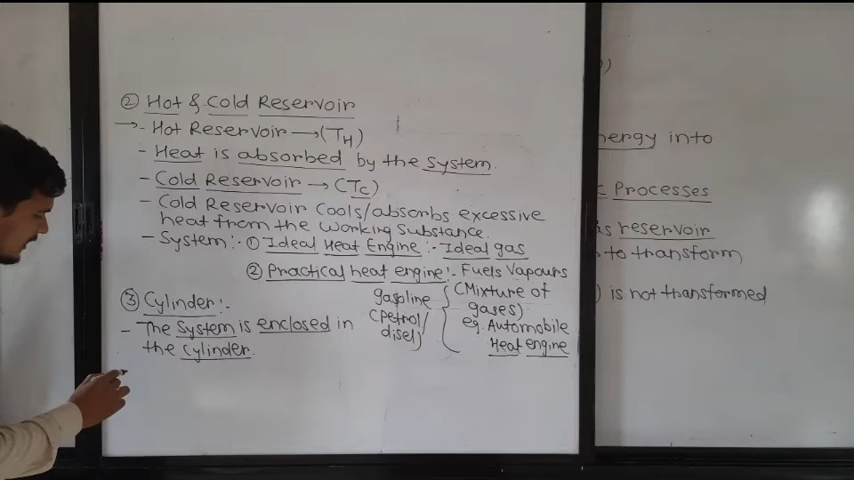 ② Hot & Cold Reservoir
→ - Hot Reservoir → (TH)
- Heat is absorbed by the system.
- Cold Reservoir → (Tc)
- Cold Reservoir Cools/absorbs excessive
heat from the working substance.
- System:- ① Ideal Heat Engine:- Ideal gas
② Practical heat engine:- Fuels Vapours
(Mixture of
gases)
eg. Automobile
Heat engine
gasoline
(Petrol/
disel)
③ Cylinder:-
- The System is enclosed in
the cylinder.
)
nergy into
c Processes
as reservoir
to transform
) is not transformed